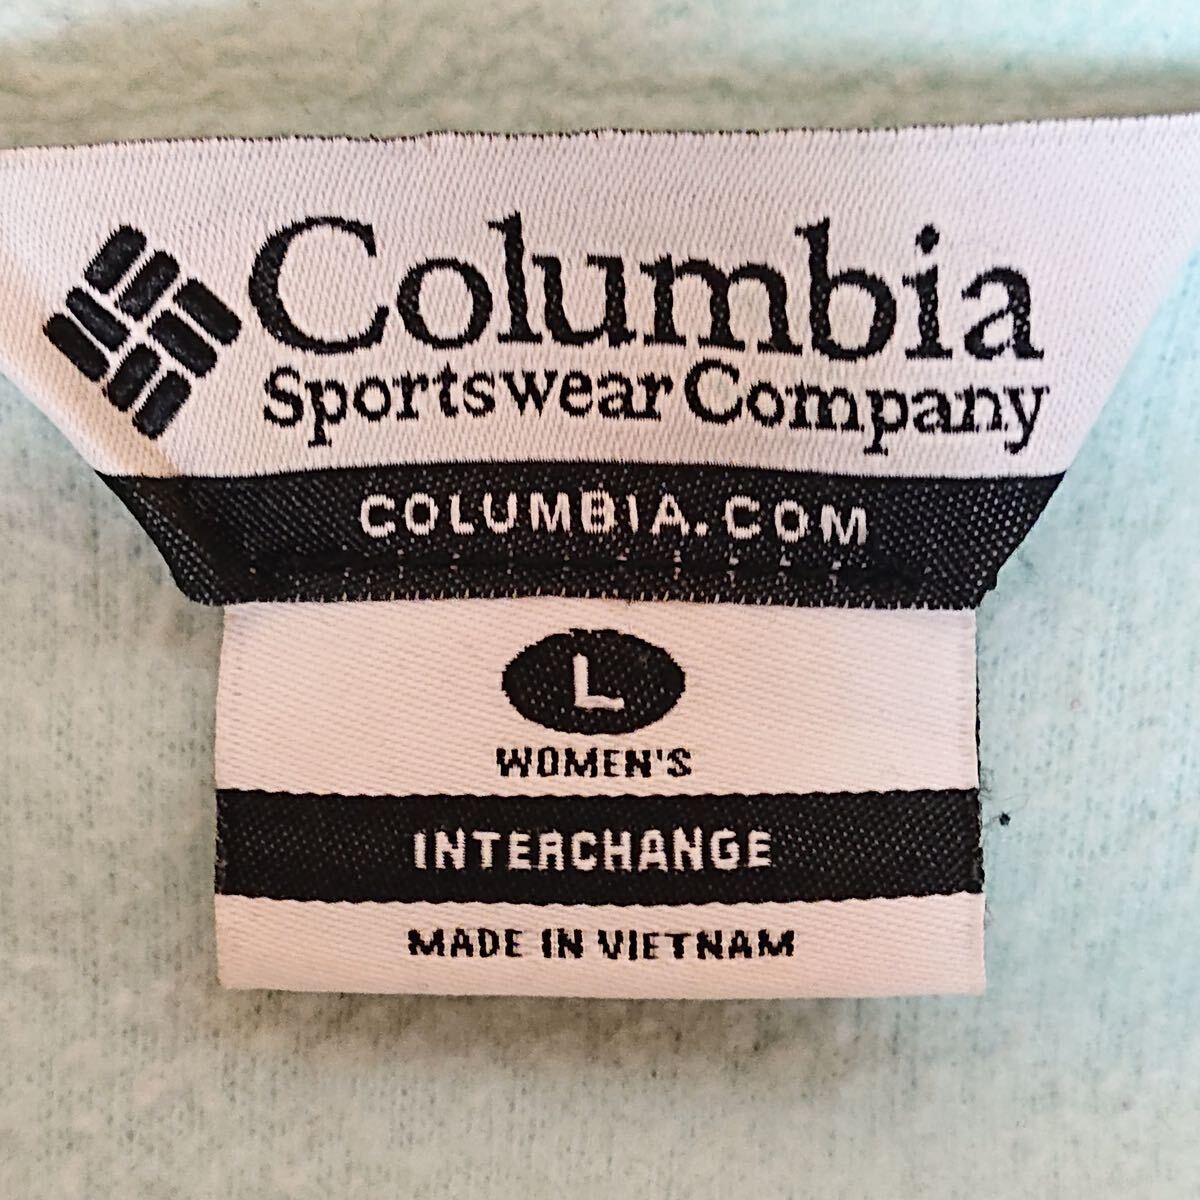 Columbia
Sportswear Company
COLUMBIA.COM
L
WOMEN'S
INTERCHANGE
MADE IN VIETNAM